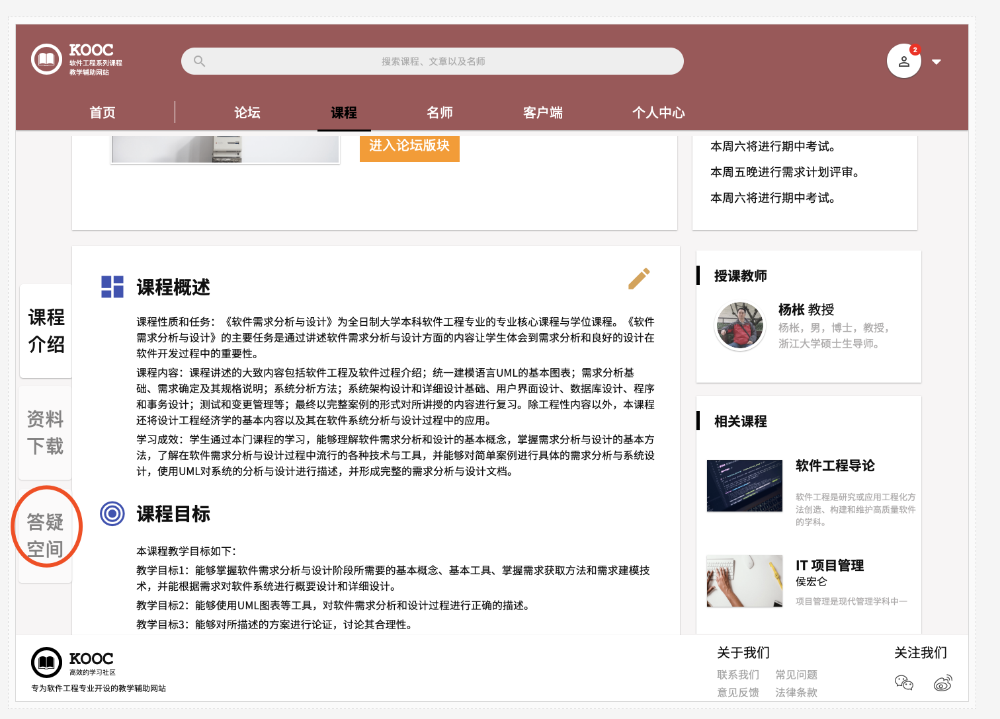 KOOC
软件工程系列课程
教学辅助网站
搜索课程、文章以及名师
2
首页
论坛
课程
名师
客户端
个人中心
进入论坛版块
本周六将进行期中考试。
本周五晚进行需求计划评审。
本周六将进行期中考试。
课程
介绍
资料
下载
答疑
空间
课程概述
课程性质和任务：《软件需求分析与设计》为全日制大学本科软件工程专业的专业核心课程与学位课程。《软件
需求分析与设计》的主要任务是通过讲述软件需求分析与设计方面的内容让学生体会到需求分析和良好的设计在
软件开发过程中的重要性。
课程内容：课程讲述的大致内容包括软件工程及软件过程介绍；统一建模语言UML的基本图表；需求分析基
础、需求确定及其规格说明；系统分析方法；系统架构设计和详细设计基础、用户界面设计、数据库设计、程序
和事务设计；测试和变更管理等；最终以完整案例的形式对所讲授的内容进行复习。除工程性内容以外，本课程
还将设计工程经济学的基本内容以及其在软件系统分析与设计过程中的应用。
学习成效：学生通过本门课程的学习，能够理解软件需求分析和设计的基本概念，掌握需求分析与设计的基本方
法，了解在软件需求分析与设计过程中流行的各种技术与工具，并能够对简单案例进行具体的需求分析与系统设
计，使用UML对系统的分析与设计进行描述，并形成完整的需求分析与设计文档。
课程目标
本课程教学目标如下：
教学目标1：能够掌握软件需求分析与设计阶段所需要的基本概念、基本工具、掌握需求获取方法和需求建模技
术，并能根据需求对软件系统进行概要设计和详细设计。
教学目标2：能够使用UML图表等工具，对软件需求分析和设计过程进行正确的描述。
教学目标3：能够对所描述的方案进行论证，讨论其合理性。
授课教师
杨枨 教授
杨枨，男，博士，教授，
浙江大学硕士生导师。
相关课程
软件工程导论
软件工程是研究或应用工程化方
法创造、构建和维护高质量软件
的学科。
IT 项目管理
侯宏仑
项目管理是现代管理学科中一
KOOC
高效的学习社区
专为软件工程专业开设的教学辅助网站
关于我们
联系我们 常见问题
意见反馈 法律条款
关注我们